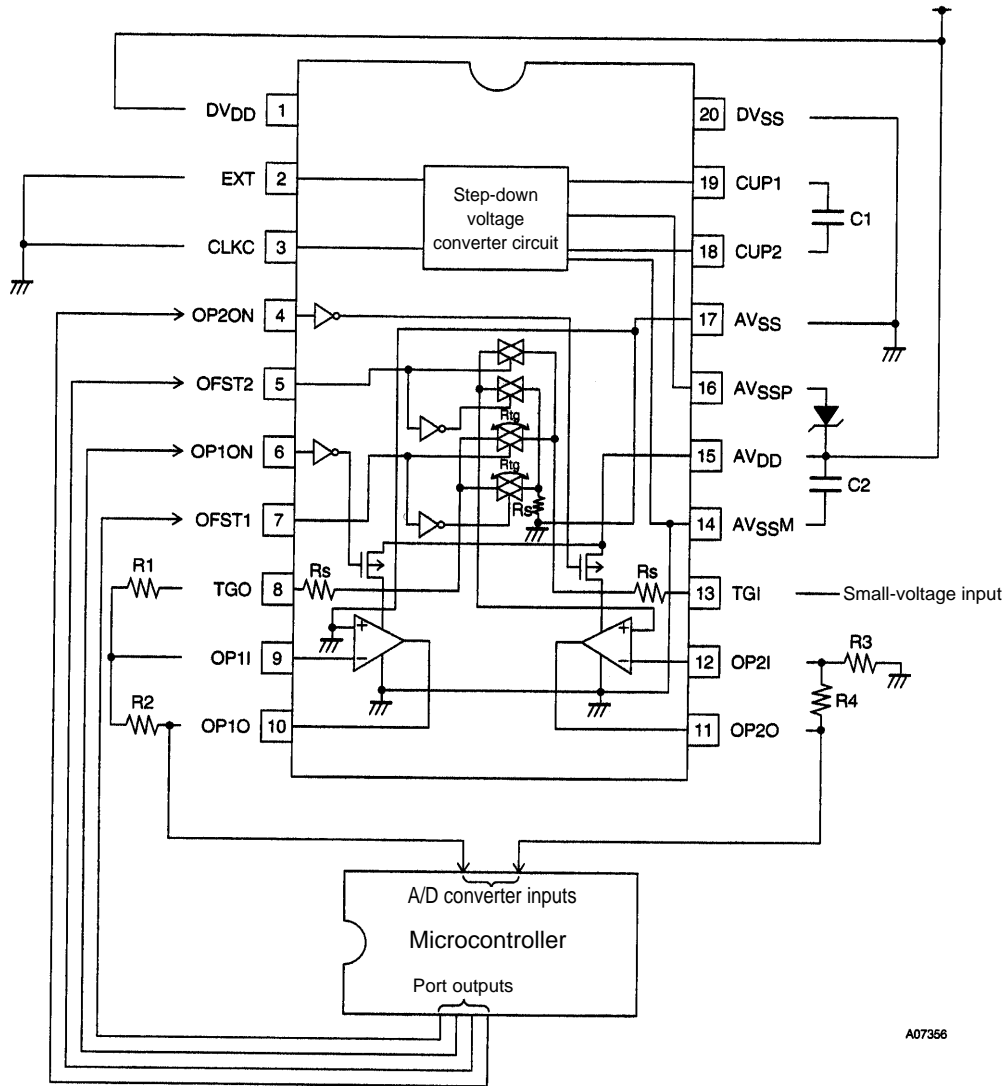 DVDD 1
20 DVSS
EXT 2
19 CUP1
Step-down
voltage
converter circuit
C1
CLKC 3
18 CUP2
OP2ON 4
17 AVSS
OFST2 5
16 AVSSP
Rtg
OP1ON 6
15 AVDD
Rtg
C2
Rs
OFST1 7
14 AVSSM
R1
TGO 8
Rs
Rs
13 TGI
Small-voltage input
+
+
R3
OP1I 9
−
−
12 OP2I
R4
R2
OP1O 10
11 OP2O
A/D converter inputs
Microcontroller
Port outputs
A07356